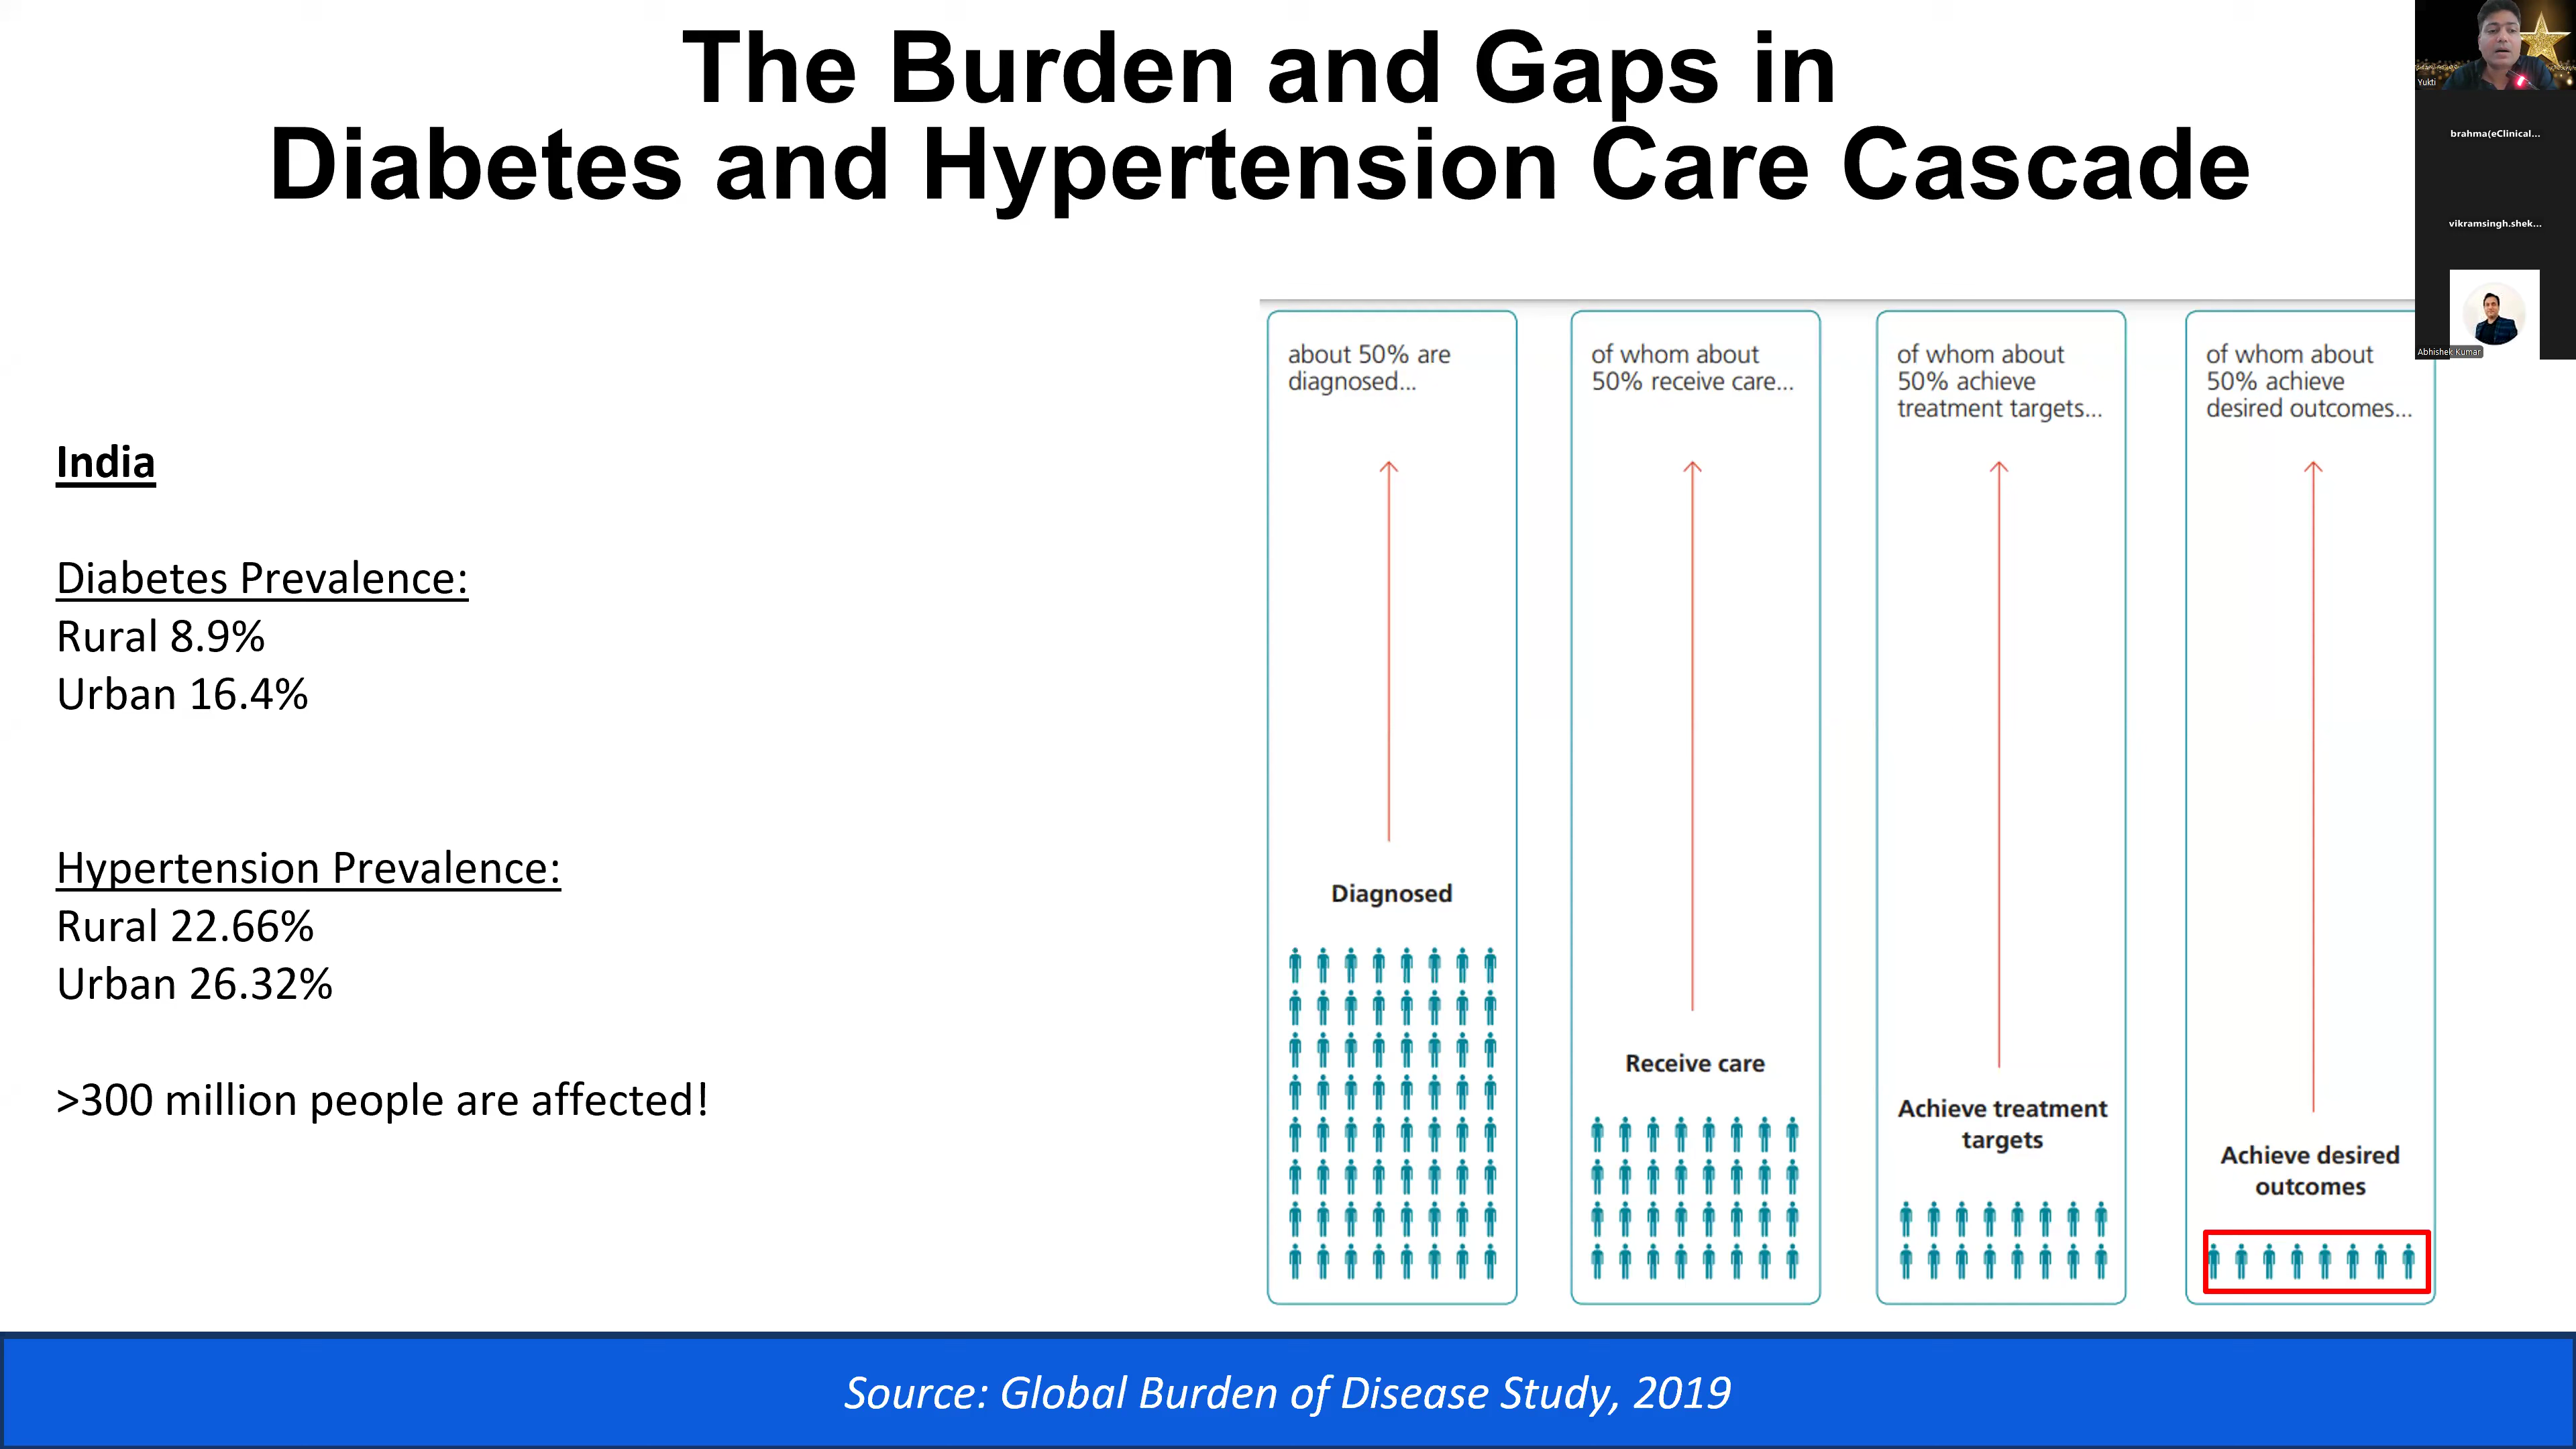 The Burden and Gaps in
Diabetes and Hypertension Care Cascade
Yukti
brahma(eClinical...
vikramsingh.shek...
Abhishek Kumar
India
Diabetes Prevalence:
Rural 8.9%
Urban 16.4%
Hypertension Prevalence:
Rural 22.66%
Urban 26.32%
>300 million people are affected!
about 50% are
diagnosed...
Diagnosed
of whom about
50% receive care...
Receive care
of whom about
50% achieve
treatment targets...
Achieve treatment
targets
of whom about
50% achieve
desired outcomes...
Achieve desired
outcomes
Source: Global Burden of Disease Study, 2019